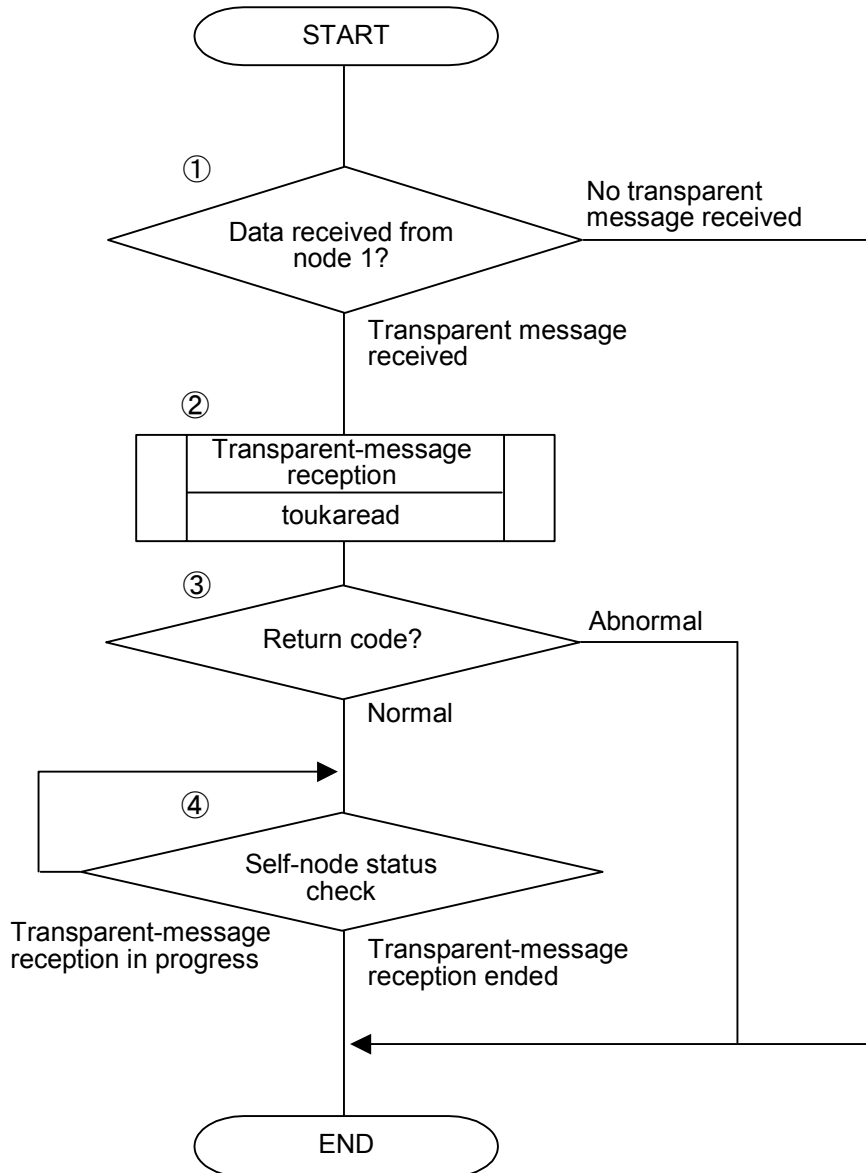 START
①
Data received from
node 1?
No transparent
message received
Transparent message
received
②
Transparent-message
reception
toukaread
③
Return code?
Abnormal
Normal
④
Self-node status
check
Transparent-message
reception in progress
Transparent-message
reception ended
END